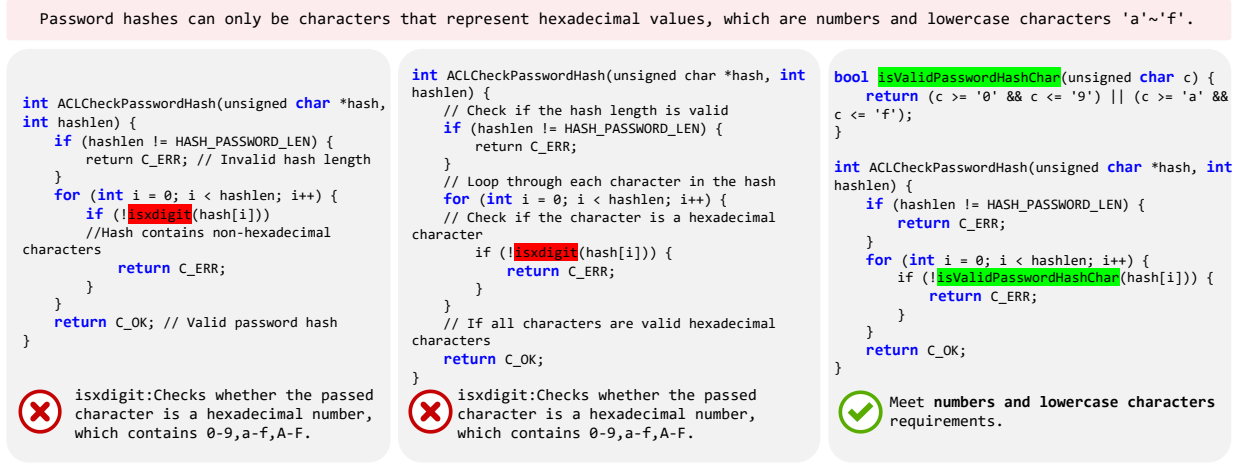 Password hashes can only be characters that represent hexadecimal values, which are numbers and lowercase characters 'a'~'f'.
int ACLCheckPasswordHash(unsigned char *hash,
int hashlen) {
    if (hashlen != HASH_PASSWORD_LEN) {
        return C_ERR; // Invalid hash length
    }
    for (int i = 0; i < hashlen; i++) {
        if (!isxdigit(hash[i]))
        //Hash contains non-hexadecimal
characters
            return C_ERR;
        }
    }
    return C_OK; // Valid password hash
}
isxdigit:Checks whether the passed
character is a hexadecimal number,
which contains 0-9,a-f,A-F.
int ACLCheckPasswordHash(unsigned char *hash, int
hashlen) {
    // Check if the hash length is valid
    if (hashlen != HASH_PASSWORD_LEN) {
        return C_ERR;
    }
    // Loop through each character in the hash
    for (int i = 0; i < hashlen; i++) {
    // Check if the character is a hexadecimal
character
        if (!isxdigit(hash[i])) {
            return C_ERR;
        }
    }
    // If all characters are valid hexadecimal
characters
    return C_OK;
}
isxdigit:Checks whether the passed
character is a hexadecimal number,
which contains 0-9,a-f,A-F.
bool isValidPasswordHashChar(unsigned char c) {
    return (c >= '0' && c <= '9') || (c >= 'a' &&
c <= 'f');
}
int ACLCheckPasswordHash(unsigned char *hash, int
hashlen) {
    if (hashlen != HASH_PASSWORD_LEN) {
        return C_ERR;
    }
    for (int i = 0; i < hashlen; i++) {
        if (!isValidPasswordHashChar(hash[i])) {
            return C_ERR;
        }
    }
    return C_OK;
}
Meet numbers and lowercase characters
requirements.